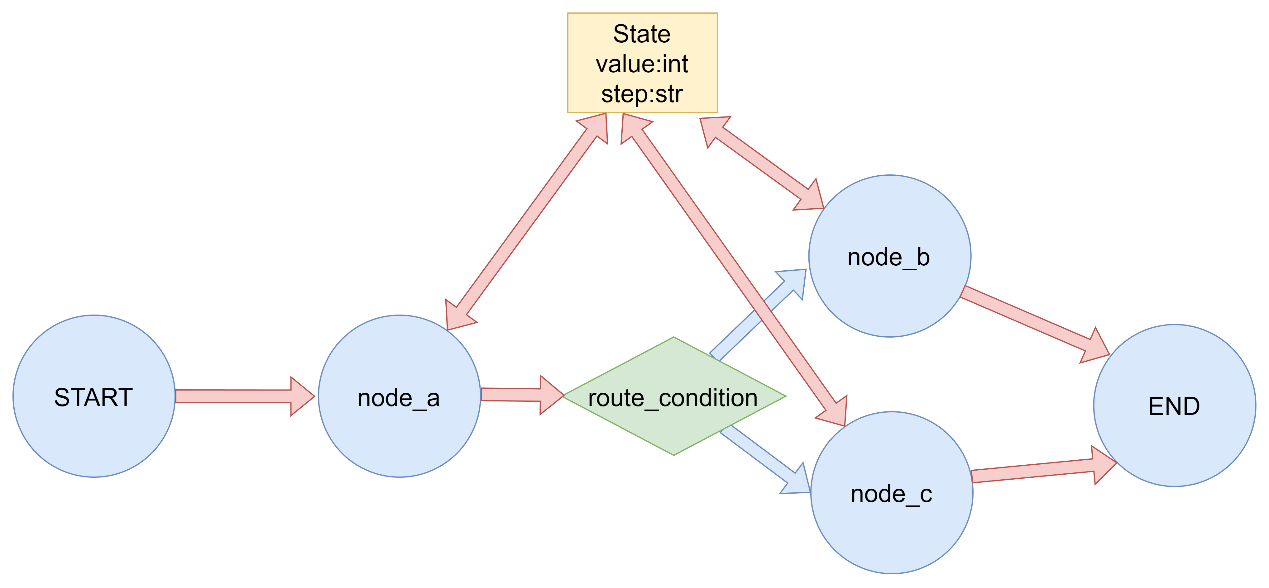 State
value:int
step:str
node_b
START
node_a
route_condition
END
node_c